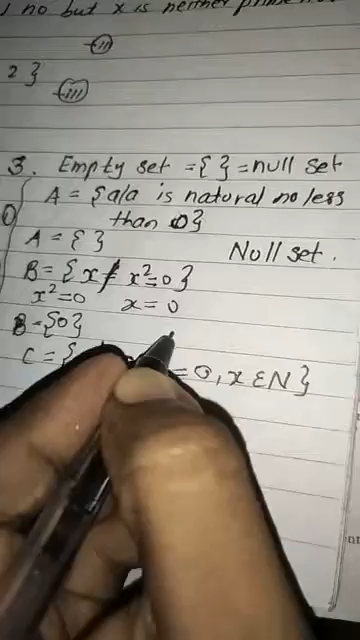 no but x is neither
(ii)
2 }
(iii)
3. Empty set = { } = null set
A = {a/a is natural no less
than 0}
A = { }
Null set.
B = {x/ x²=0}
x²=0 x=0
B={0}
C={ =0, x∈N}